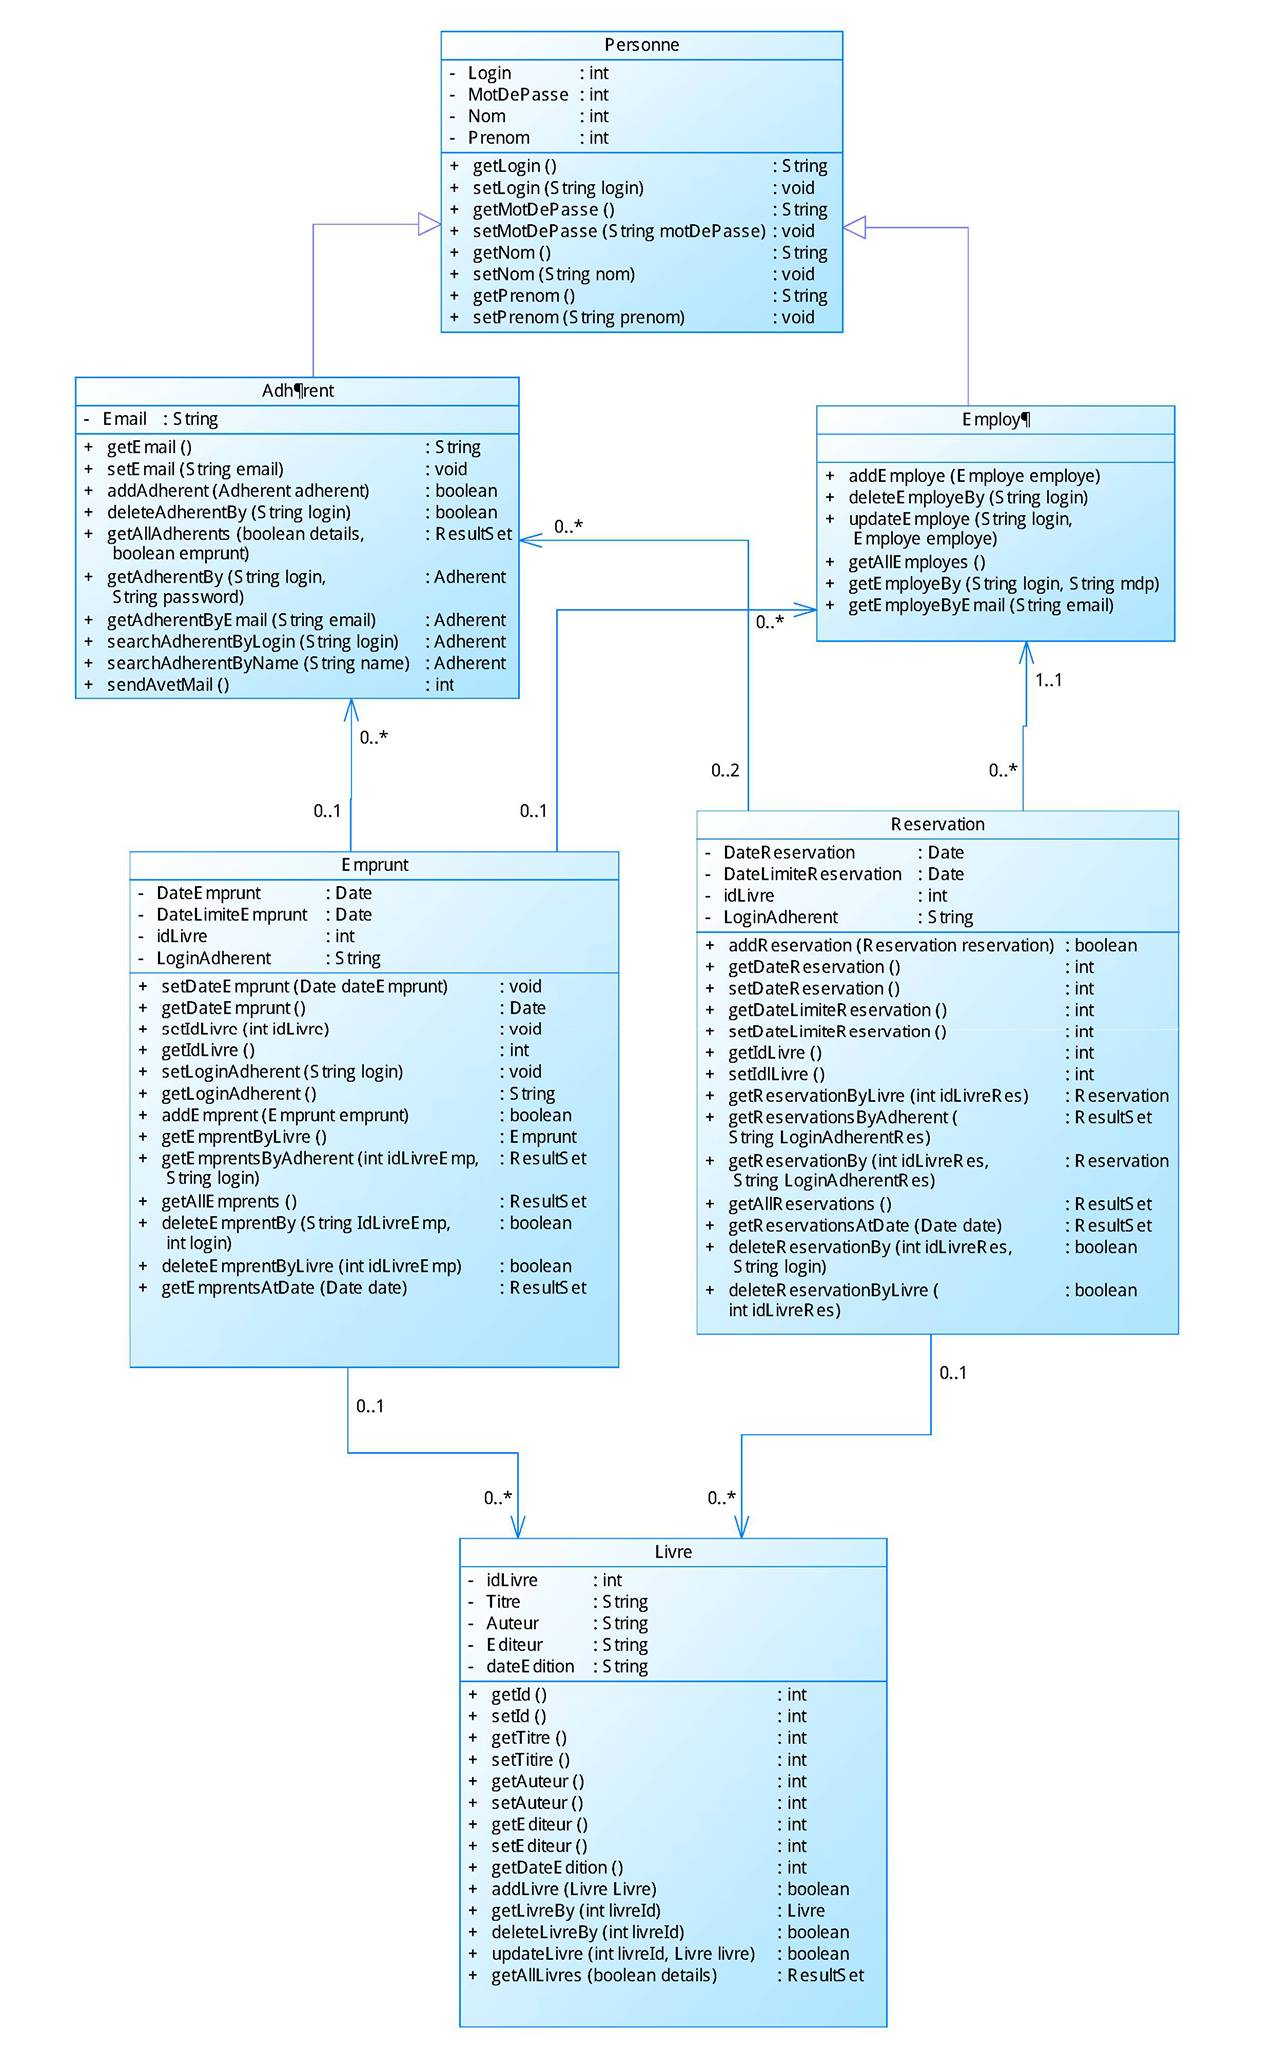 Personne
- Login : int
- MotDePasse : int
- Nom : int
- Prenom : int
+ getLogin () : String
+ setLogin (String login) : void
+ getMotDePasse () : String
+ setMotDePasse (String motDePasse) : void
+ getNom () : String
+ setNom (String nom) : void
+ getPrenom () : String
+ setPrenom (String prenom) : void
Adh¶rent
- Email : String
+ getEmail () : String
+ setEmail (String email) : void
+ addAdherent (Adherent adherent) : boolean
+ deleteAdherentBy (String login) : boolean
+ getAllAdherents (boolean details, : ResultSet
boolean emprunt)
+ getAdherentBy (String login, : Adherent
String password)
+ getAdherentByEmail (String email) : Adherent
+ searchAdherentByLogin (String login) : Adherent
+ searchAdherentByName (String name) : Adherent
+ sendAvetMail () : int
Employ¶
+ addEmploye (Employe employe)
+ deleteEmployeBy (String login)
+ updateEmploye (String login,
Employe employe)
+ getAllEmployes ()
+ getEmployeBy (String login, String mdp)
+ getEmployeByEmail (String email)
0..*
0..*
1..1
0..*
0..2
0..*
0..1
0..1
Emprunt
- DateEmprunt : Date
- DateLimiteEmprunt : Date
- idLivre : int
- LoginAdherent : String
+ setDateEmprunt (Date dateEmprunt) : void
+ getDateEmprunt () : Date
+ setIdLivre (int idLivre) : void
+ getIdLivre () : int
+ setLoginAdherent (String login) : void
+ getLoginAdherent () : String
+ addEmprent (Emprunt emprunt) : boolean
+ getEmprentByLivre () : Emprunt
+ getEmprentsByAdherent (int idLivreEmp, : ResultSet
String login)
+ getAllEmprents () : ResultSet
+ deleteEmprentBy (String IdLivreEmp, : boolean
int login)
+ deleteEmprentByLivre (int idLivreEmp) : boolean
+ getEmprentsAtDate (Date date) : ResultSet
Reservation
- DateReservation : Date
- DateLimiteReservation : Date
- idLivre : int
- LoginAdherent : String
+ addReservation (Reservation reservation) : boolean
+ getDateReservation () : int
+ setDateReservation () : int
+ getDateLimiteReservation () : int
+ setDateLimiteReservation () : int
+ getIdLivre () : int
+ setIdlLivre () : int
+ getReservationByLivre (int idLivreRes) : Reservation
+ getReservationsByAdherent ( : ResultSet
String LoginAdherentRes)
+ getReservationBy (int idLivreRes, : Reservation
String LoginAdherentRes)
+ getAllReservations () : ResultSet
+ getReservationsAtDate (Date date) : ResultSet
+ deleteReservationBy (int idLivreRes, : boolean
String login)
+ deleteReservationByLivre ( : boolean
int idLivreRes)
0..1
0..1
0..*
0..*
Livre
- idLivre : int
- Titre : String
- Auteur : String
- Editeur : String
- dateEdition : String
+ getId () : int
+ setId () : int
+ getTitre () : int
+ setTitire () : int
+ getAuteur () : int
+ setAuteur () : int
+ getEditeur () : int
+ setEditeur () : int
+ getDateEdition () : int
+ addLivre (Livre Livre) : boolean
+ getLivreBy (int livreId) : Livre
+ deleteLivreBy (int livreId) : boolean
+ updateLivre (int livreId, Livre livre) : boolean
+ getAllLivres (boolean details) : ResultSet